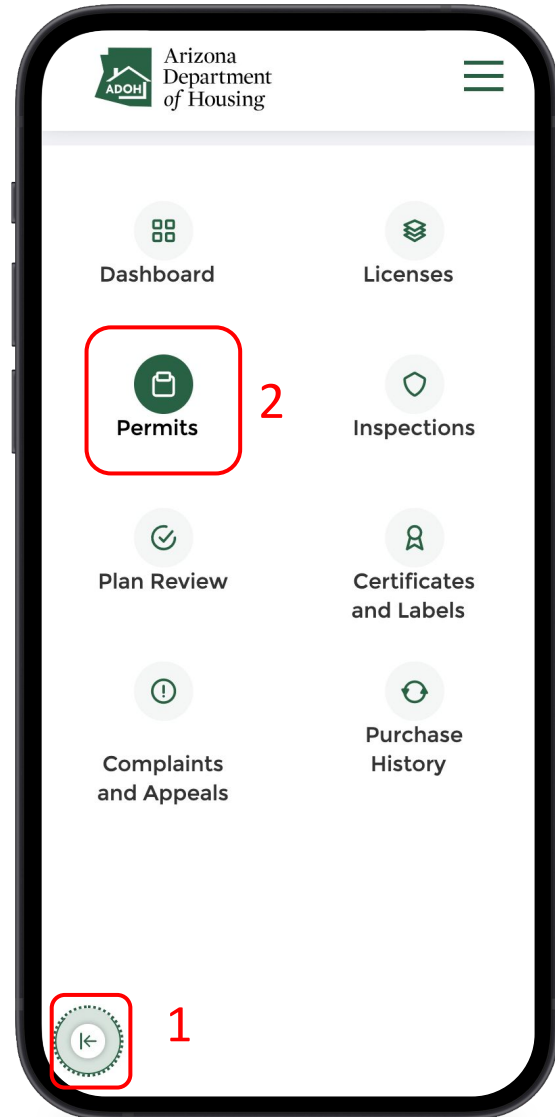 ADOH
Arizona
Department
of Housing
Dashboard
Licenses
Permits
2
Inspections
Plan Review
Certificates
and Labels
Complaints
and Appeals
Purchase
History
1